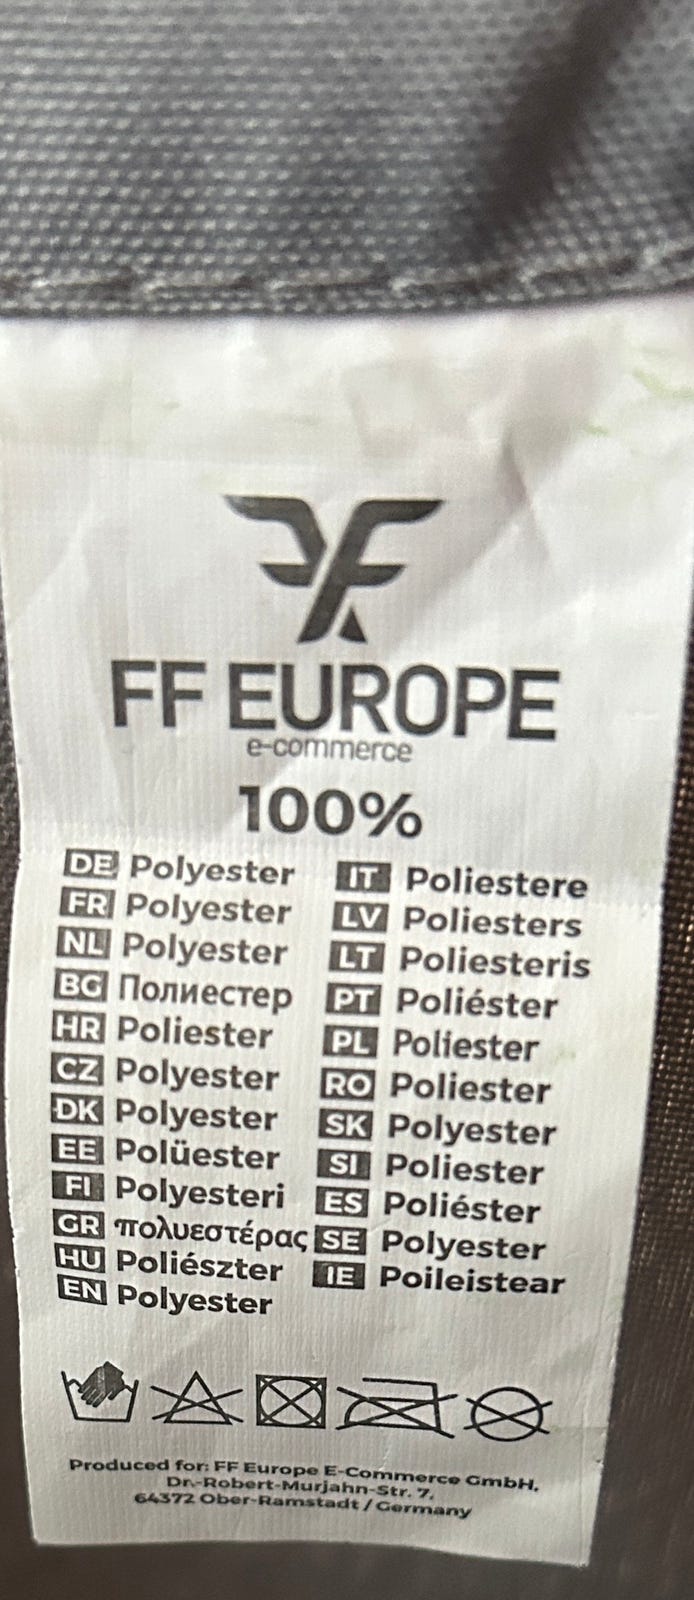 FF EUROPE
e-commerce
100%
DE Polyester
FR Polyester
NL Polyester
BG Полиестер
HR Poliester
CZ Polyester
DK Polyester
EE Polüester
FI Polyesteri
GR πολυεστέρας
HU Poliészter
EN Polyester
IT Poliestere
LV Poliesters
LT Poliesteris
PT Poliéster
PL Poliester
RO Poliester
SK Polyester
SI Poliester
ES Poliéster
SE Polyester
IE Poileistear
Produced for: FF Europe E-Commerce GmbH,
Dr.-Robert-Murjahn-Str. 7,
64372 Ober-Ramstadt / Germany